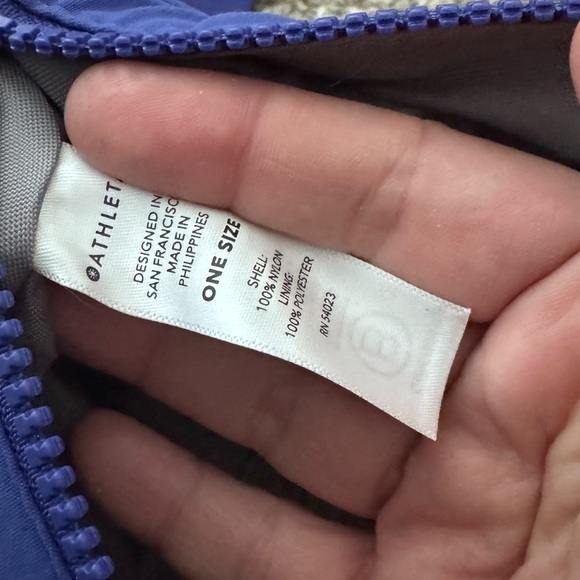 ATHLET
DESIGNED IN
SAN FRANCISCO
MADE IN
PHILIPPINES
ONE SIZE
SHELL:
100% NYLON
LINING:
100% POLYESTER
RN 54023